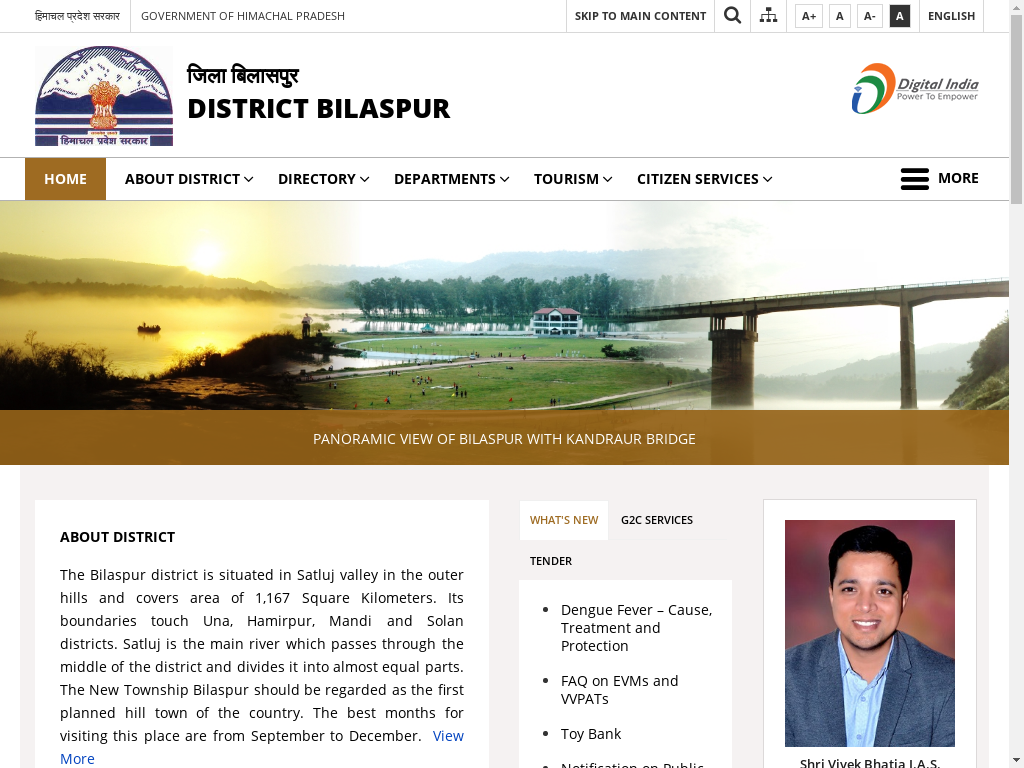 हिमाचल प्रदेश सरकार
GOVERNMENT OF HIMACHAL PRADESH
SKIP TO MAIN CONTENT
A+
A
A-
A
ENGLISH
हिमाचल प्रदेश सरकार
जिला बिलासपुर
DISTRICT BILASPUR
Digital India
Power To Empower
HOME
ABOUT DISTRICT
DIRECTORY
DEPARTMENTS
TOURISM
CITIZEN SERVICES
MORE
PANORAMIC VIEW OF BILASPUR WITH KANDRAUR BRIDGE
ABOUT DISTRICT
The Bilaspur district is situated in Satluj valley in the outer
hills and covers area of 1,167 Square Kilometers. Its
boundaries touch Una, Hamirpur, Mandi and Solan
districts. Satluj is the main river which passes through the
middle of the district and divides it into almost equal parts.
The New Township Bilaspur should be regarded as the first
planned hill town of the country. The best months for
visiting this place are from September to December. View
More
WHAT'S NEW
G2C SERVICES
TENDER
Dengue Fever – Cause,
Treatment and
Protection
FAQ on EVMs and
VVPATs
Toy Bank
Notification on Public
Shri Vivek Bhatia I.A.S.